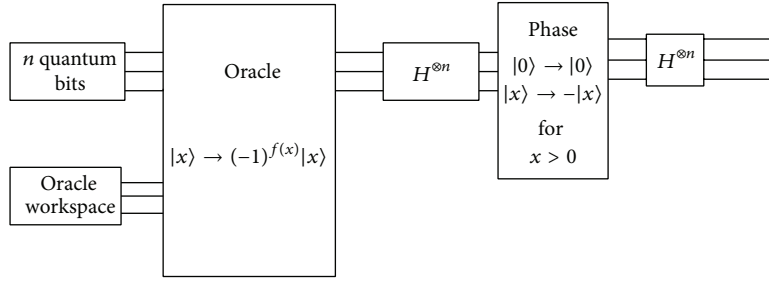 n quantum
bits
Oracle
workspace
Oracle
|x⟩ → (−1)^{f(x)}|x⟩
H^{⊗n}
Phase
|0⟩ → |0⟩
|x⟩ → −|x⟩
for
x > 0
H^{⊗n}